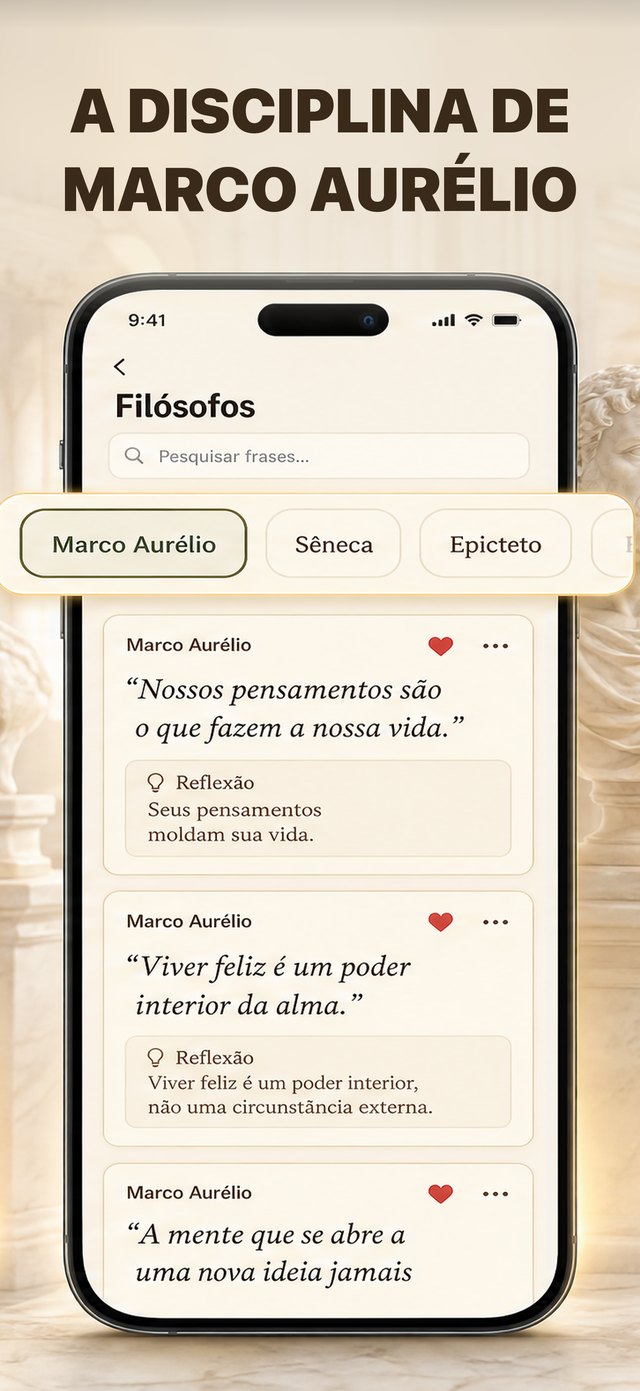 A DISCIPLINA DE
MARCO AURÉLIO
9:41
Filósofos
Pesquisar frases...
Marco Aurélio
Sêneca
Epicteto
Marco Aurélio
“Nossos pensamentos são
o que fazem a nossa vida.”
Reflexão
Seus pensamentos
moldam sua vida.
Marco Aurélio
“Viver feliz é um poder
interior da alma.”
Reflexão
Viver feliz é um poder interior,
não uma circunstãncia externa.
Marco Aurélio
“A mente que se abre a
uma nova ideia jamais